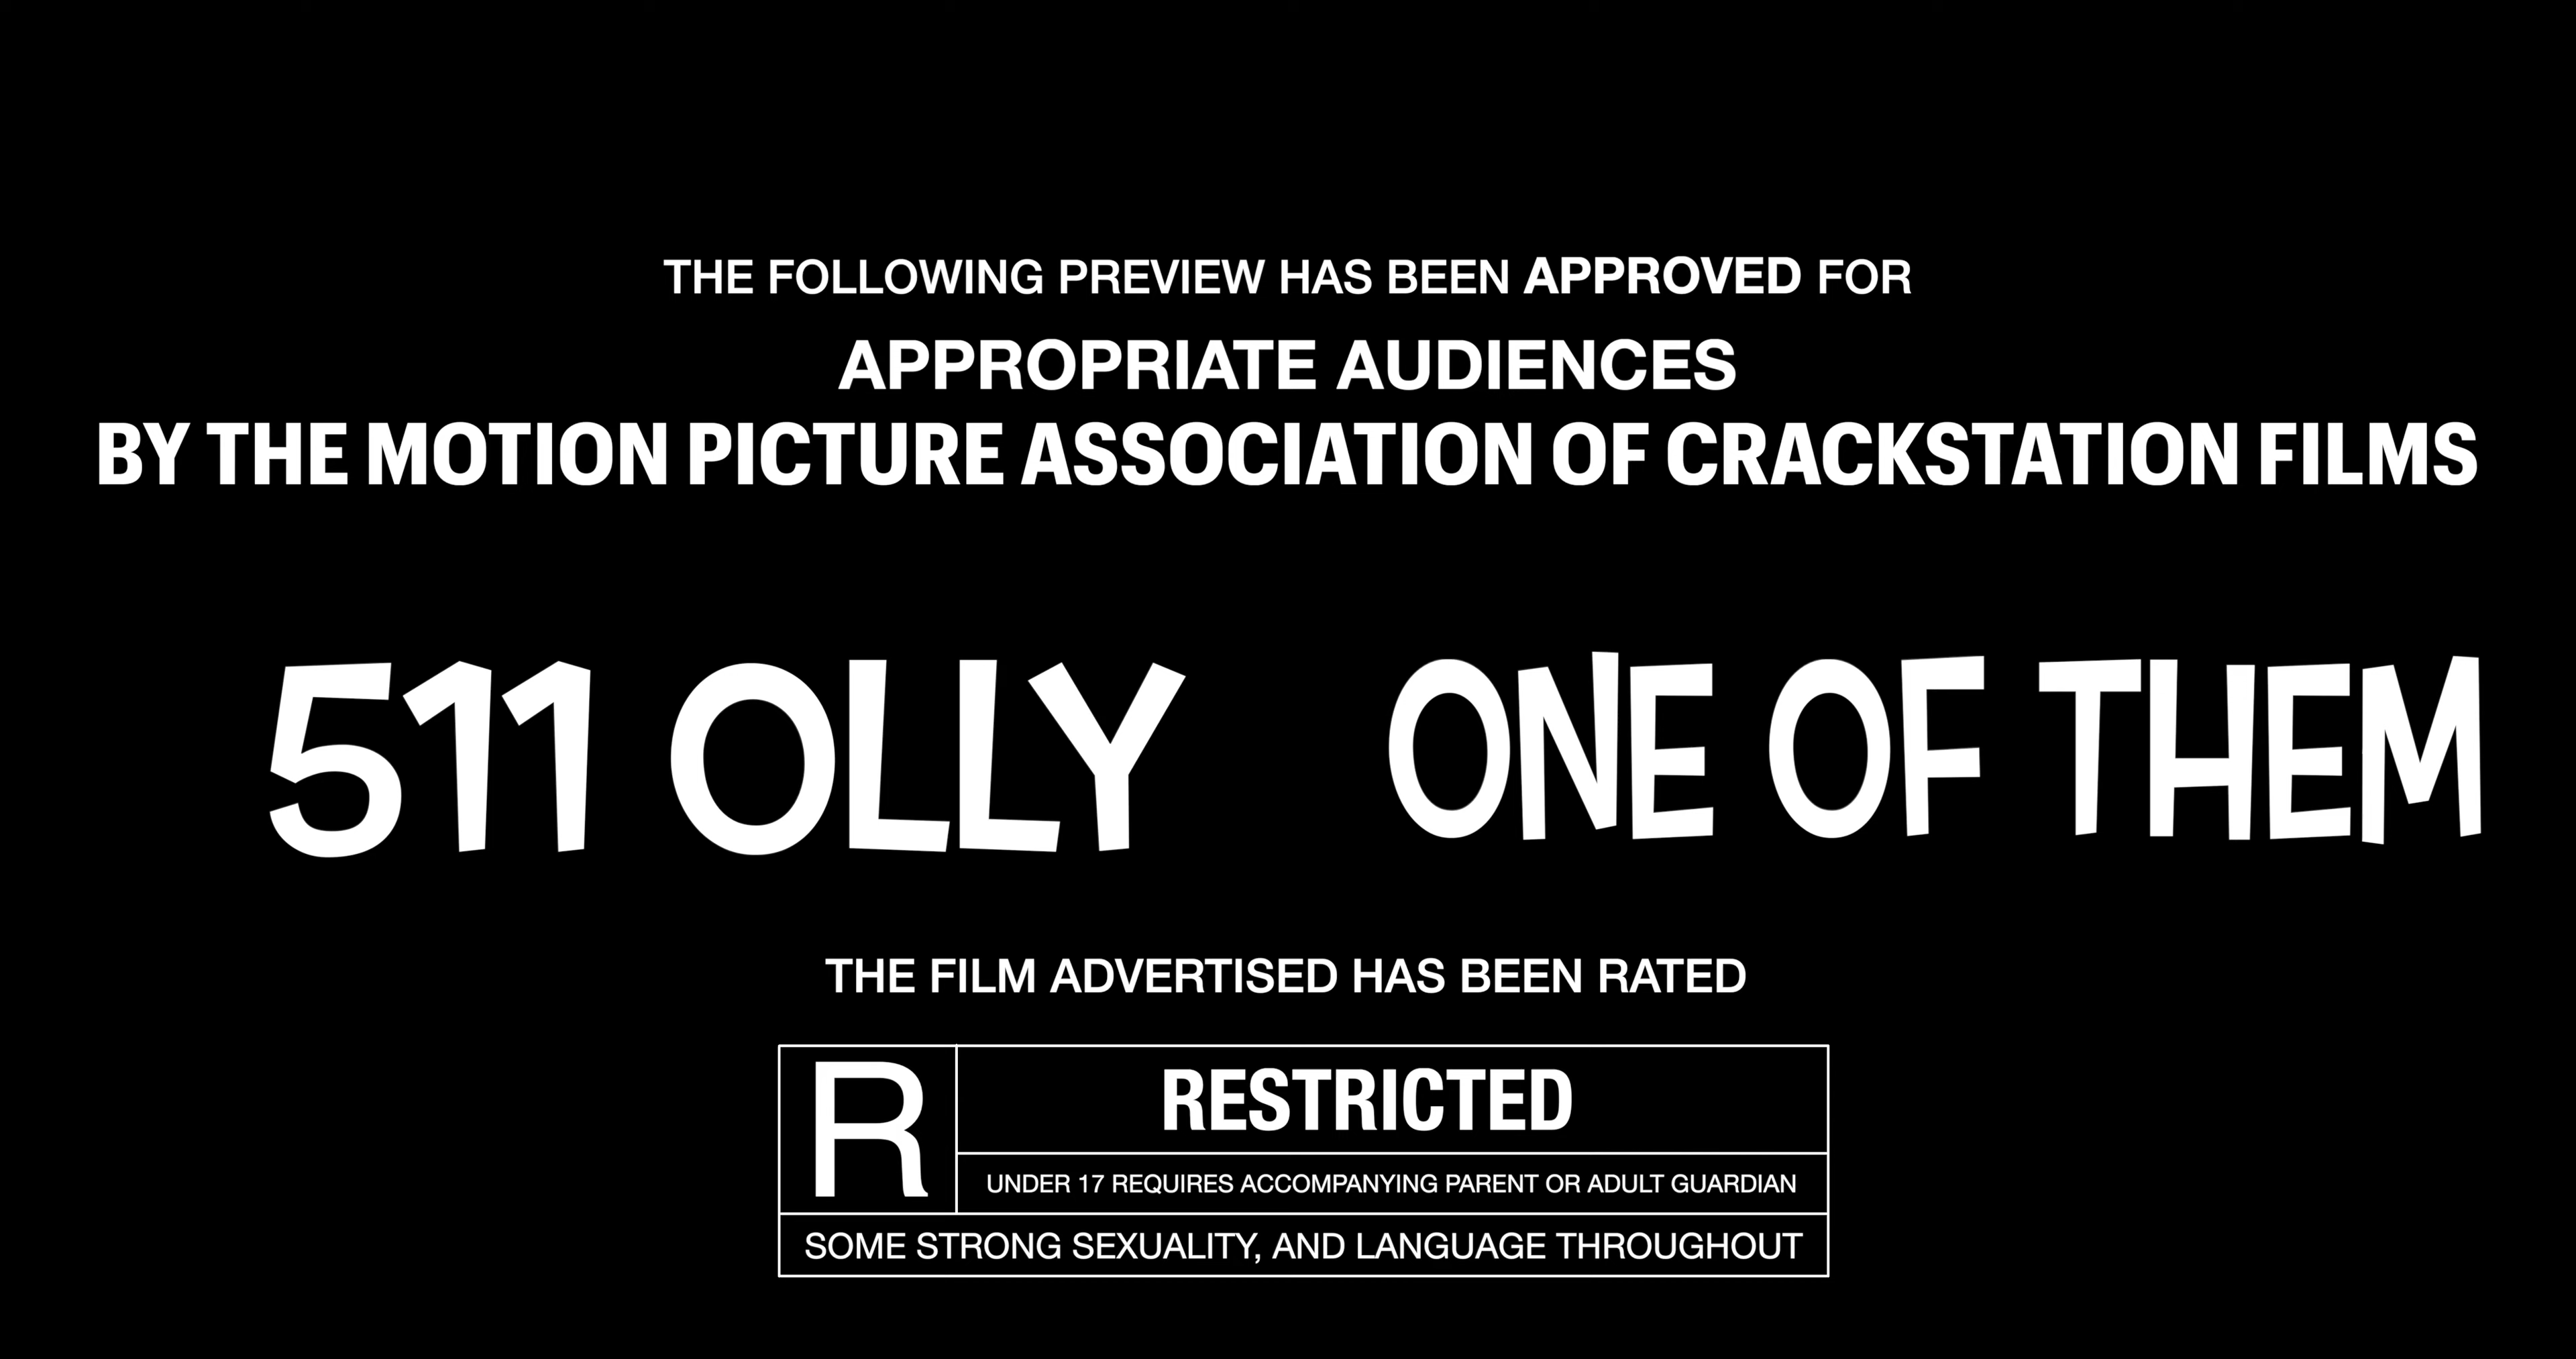 THE FOLLOWING PREVIEW HAS BEEN APPROVED FOR
APPROPRIATE AUDIENCES
BY THE MOTION PICTURE ASSOCIATION OF CRACKSTATION FILMS
511 OLLY ONE OF THEM
THE FILM ADVERTISED HAS BEEN RATED
R RESTRICTED
UNDER 17 REQUIRES ACCOMPANYING PARENT OR ADULT GUARDIAN
SOME STRONG SEXUALITY, AND LANGUAGE THROUGHOUT